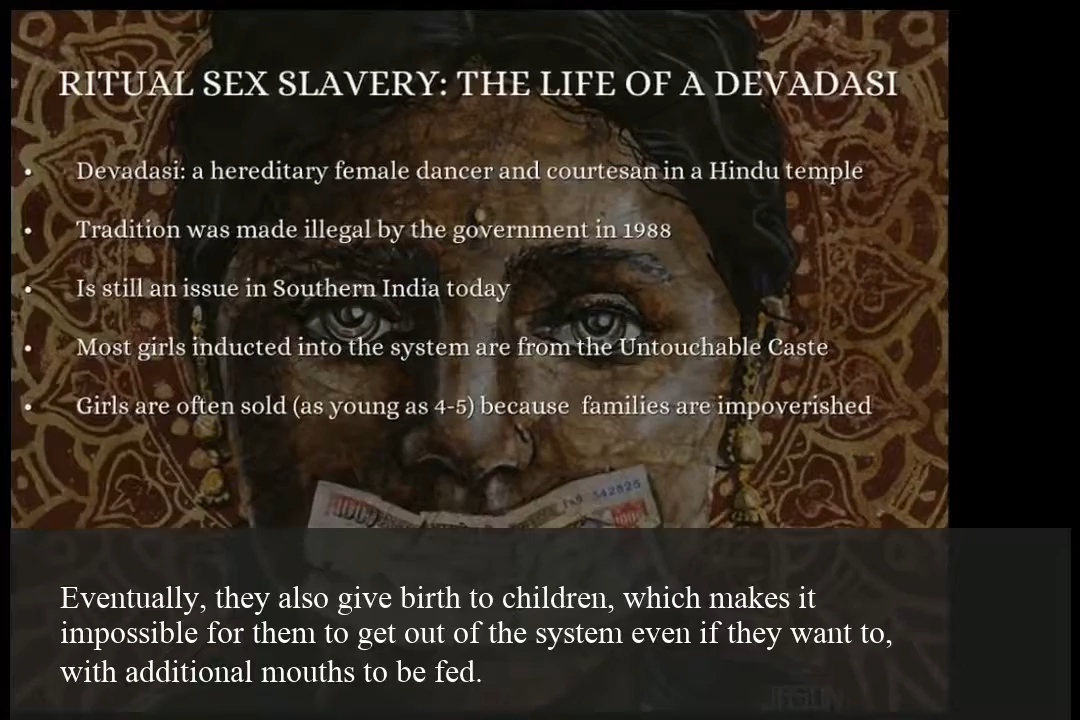 RITUAL SEX SLAVERY: THE LIFE OF A DEVADASI
• Devadasi: a hereditary female dancer and courtesan in a Hindu temple
• Tradition was made illegal by the government in 1988
• Is still an issue in Southern India today
• Most girls inducted into the system are from the Untouchable Caste
• Girls are often sold (as young as 4-5) because  families are impoverished
1000 342825 1000
Eventually, they also give birth to children, which makes it
impossible for them to get out of the system even if they want to,
with additional mouths to be fed.